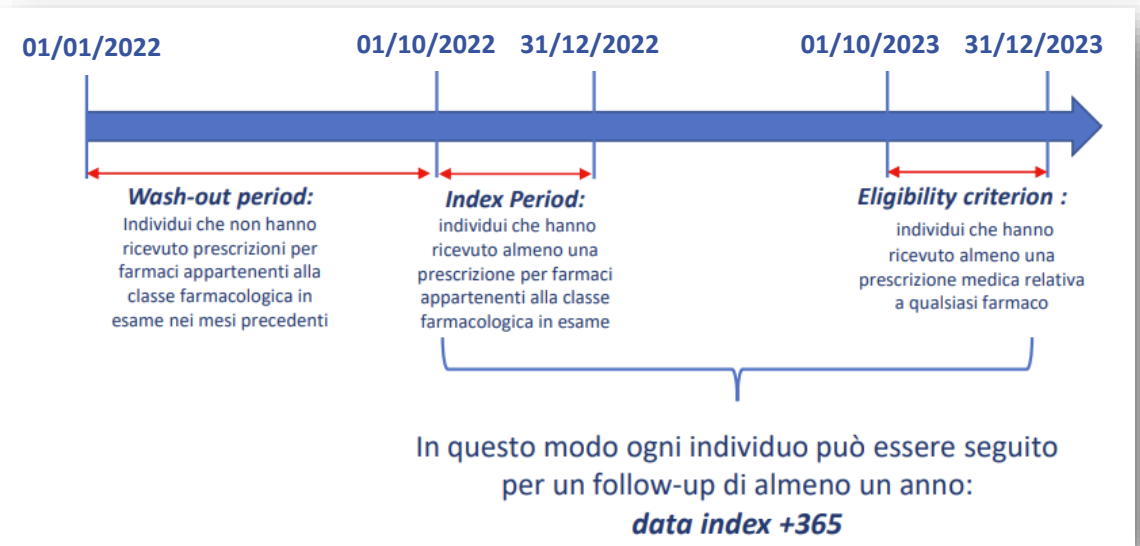 01/01/2022
01/10/2022
31/12/2022
01/10/2023
31/12/2023
Wash-out period:
Individui che non hanno
ricevuto prescrizioni per
farmaci appartenenti alla
classe farmacologica in
esame nei mesi precedenti
Index Period:
individui che hanno
ricevuto almeno una
prescrizione per farmaci
appartenenti alla classe
farmacologica in esame
Eligibility criterion :
individui che hanno
ricevuto almeno una
prescrizione medica relativa
a qualsiasi farmaco
In questo modo ogni individuo può essere seguito
per un follow-up di almeno un anno:
data index +365